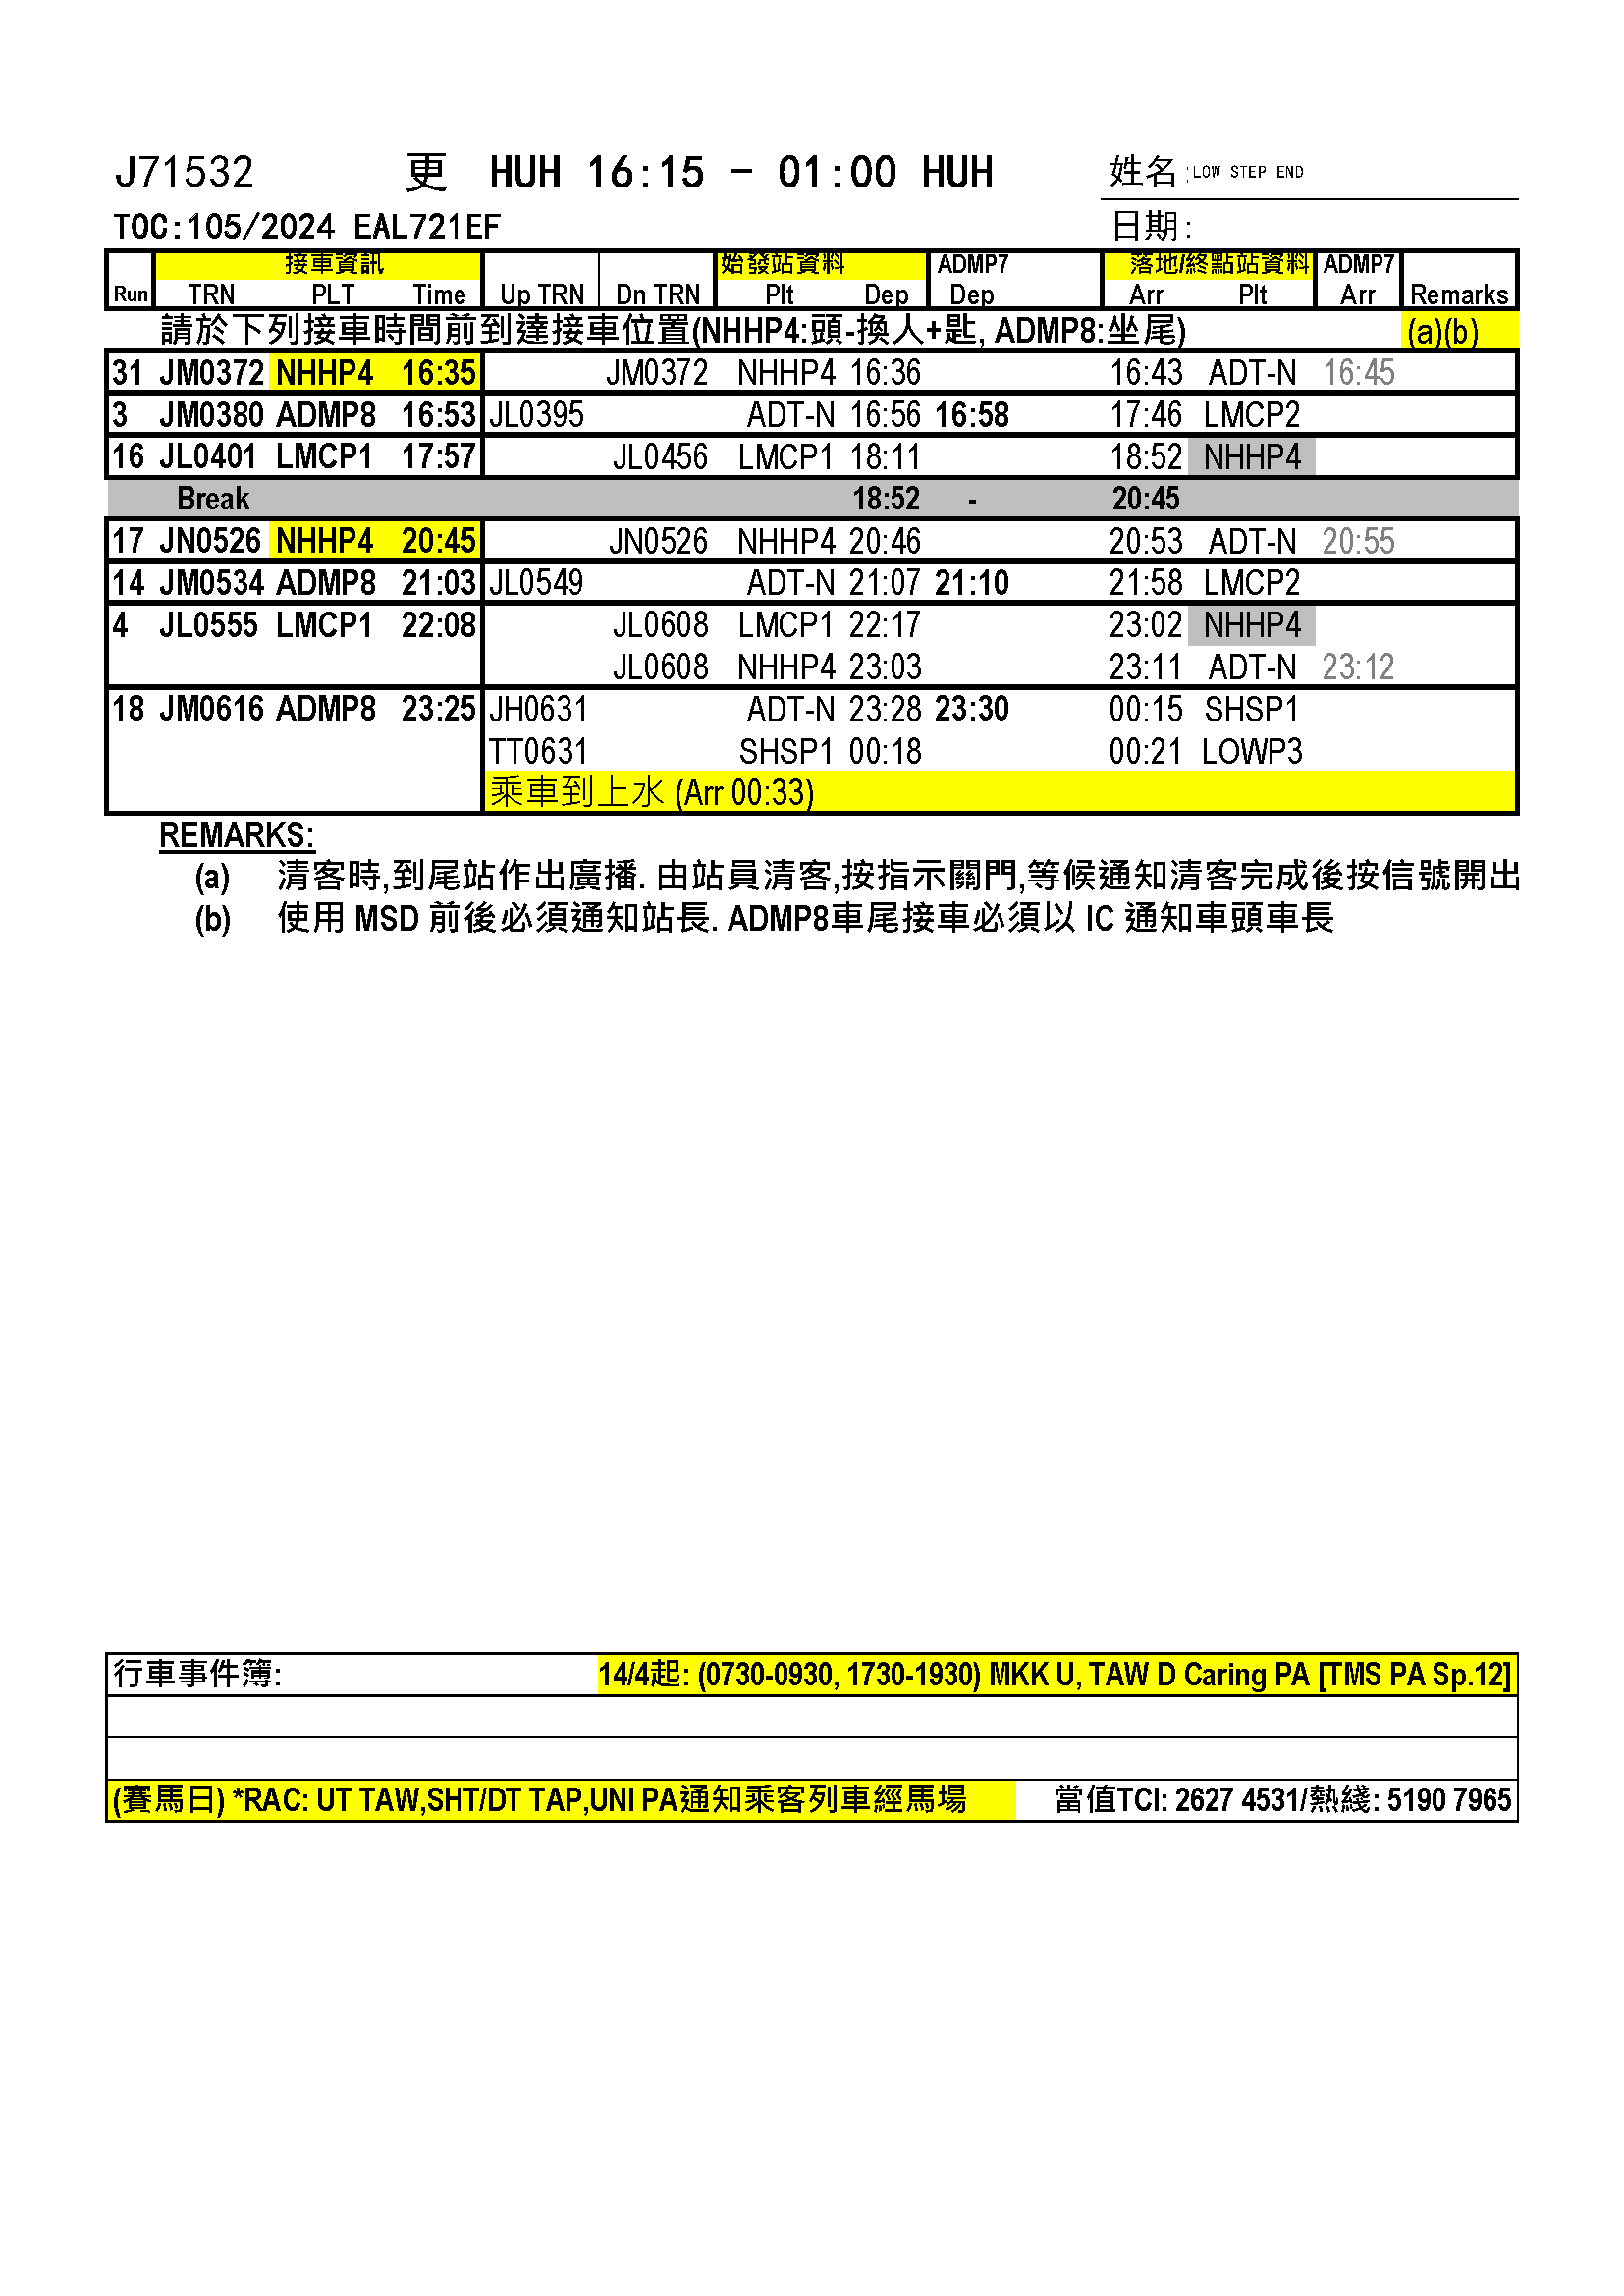 J71532 更 HUH 16:15 - 01:00 HUH 姓名:LOW STEP END
TOC:105/2024 EAL721EF 日期:
接車資訊 始發站資料 ADMP7 落地/終點站資料 ADMP7
Run TRN PLT Time Up TRN Dn TRN Plt Dep Dep Arr Plt Arr Remarks
請於下列接車時間前到達接車位置(NHHP4:頭-換人+匙, ADMP8:坐尾) (a)(b)
31 JM0372 NHHP4 16:35 JM0372 NHHP4 16:36 16:43 ADT-N 16:45
3 JM0380 ADMP8 16:53 JL0395 ADT-N 16:56 16:58 17:46 LMCP2
16 JL0401 LMCP1 17:57 JL0456 LMCP1 18:11 18:52 NHHP4
Break 18:52 - 20:45
17 JN0526 NHHP4 20:45 JN0526 NHHP4 20:46 20:53 ADT-N 20:55
14 JM0534 ADMP8 21:03 JL0549 ADT-N 21:07 21:10 21:58 LMCP2
4 JL0555 LMCP1 22:08 JL0608 LMCP1 22:17 23:02 NHHP4
JL0608 NHHP4 23:03 23:11 ADT-N 23:12
18 JM0616 ADMP8 23:25 JH0631 ADT-N 23:28 23:30 00:15 SHSP1
TT0631 SHSP1 00:18 00:21 LOWP3
乘車到上水 (Arr 00:33)
REMARKS:
(a) 清客時,到尾站作出廣播. 由站員清客,按指示關門,等候通知清客完成後按信號開出
(b) 使用 MSD 前後必須通知站長. ADMP8車尾接車必須以 IC 通知車頭車長
行車事件簿: 14/4起: (0730-0930, 1730-1930) MKK U, TAW D Caring PA [TMS PA Sp.12]
(賽馬日) *RAC: UT TAW,SHT/DT TAP,UNI PA通知乘客列車經馬場 當值TCI: 2627 4531/熱綫: 5190 7965